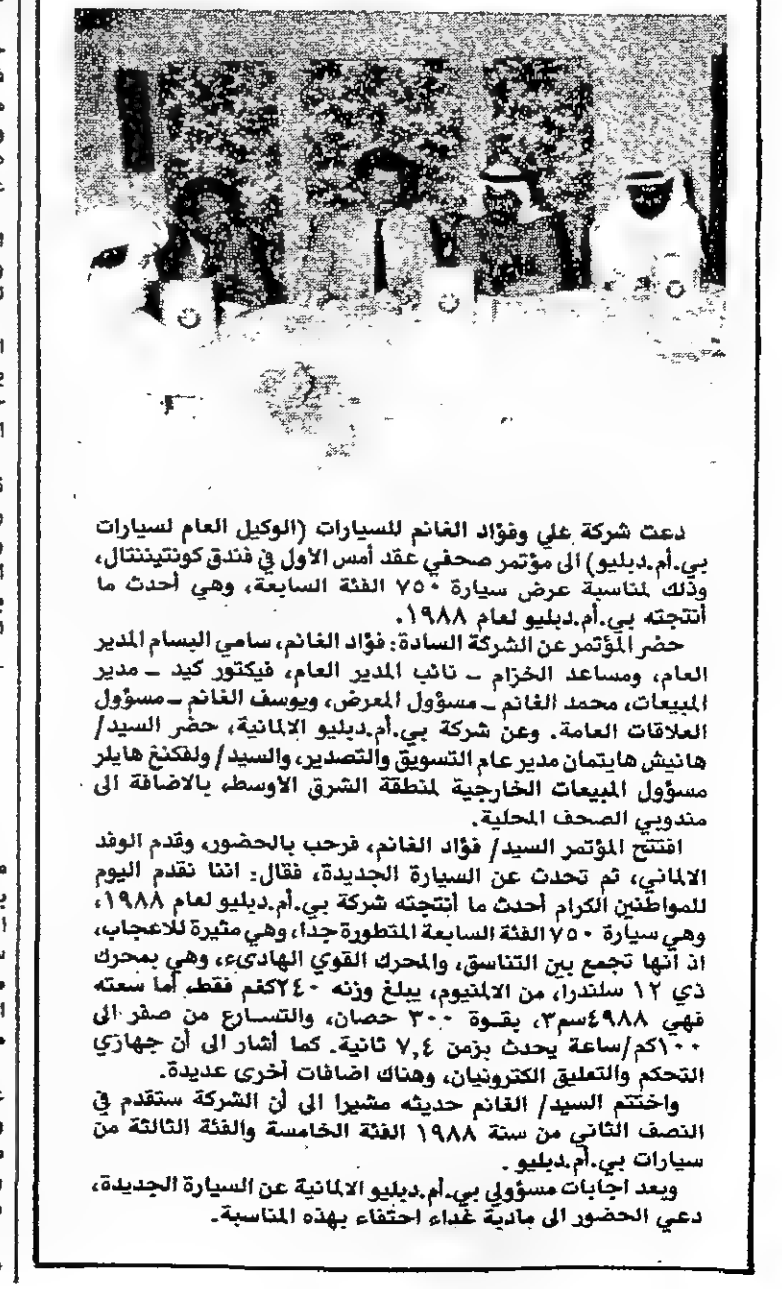 دعت شركة علي وفؤاد الغانم للسيارات (الوكيل العام لسيارات
بي.أم.دبليو) الى مؤتمر صحفي عقد أمس الأول في فندق كونتيننتال،
وذلك لمناسبة عرض سيارة ٧٥٠ الفئة السابعة، وهي أحدث ما
أنتجته بي.أم.دبليو لعام ١٩٨٨.
حضر المؤتمر عن الشركة السادة: فؤاد الغانم، سامي البسام المدير
العام، ومساعد الخزام ــ نائب المدير العام، فيكتور كيد ــ مدير
المبيعات، محمد الغانم ــ مسؤول المعرض، ويوسف الغانم ــ مسؤول
العلاقات العامة. وعن شركة بي.أم.دبليو الالمانية، حضر السيد/
هانيش هايتمان مدير عام التسويق والتصدير، والسيد/ ولفكنغ هايلر
مسؤول المبيعات الخارجية لمنطقة الشرق الأوسط، بالاضافة الى
مندوبي الصحف المحلية.
افتتح المؤتمر السيد/ فؤاد الغانم، فرحب بالحضور، وقدم الوفد
الالماني، ثم تحدث عن السيارة الجديدة، فقال: اننا نقدم اليوم
للمواطنين الكرام أحدث ما أنتجته شركة بي.أم.دبليو لعام ١٩٨٨،
وهي سيارة ٧٥٠ الفئة السابعة المتطورة جدا، وهي مثيرة للاعجاب،
اذ أنها تجمع بين التناسق، والمحرك القوي الهادىء، وهي بمحرك
ذي ١٢ سلندرا، من الالمنيوم، يبلغ وزنه ٢٤٠كغم فقط، أما سعته
فهي ٤٩٨٨سم٣، بقوة ٣٠٠ حصان، والتسارع من صفر الى
١٠٠كم/ساعة يحدث بزمن ٧,٤ ثانية. كما أشار الى أن جهازي
التحكم والتعليق الكترونيان، وهناك اضافات أخرى عديدة.
واختتم السيد/ الغانم حديثه مشيرا الى أن الشركة ستقدم في
النصف الثاني من سنة ١٩٨٨ الفئة الخامسة والفئة الثالثة من
سيارات بي.أم.دبليو .
وبعد اجابات مسؤولي بي.أم.دبليو الالمانية عن السيارة الجديدة،
دعي الحضور الى مادبة غداء احتفاء بهذه المناسبة.